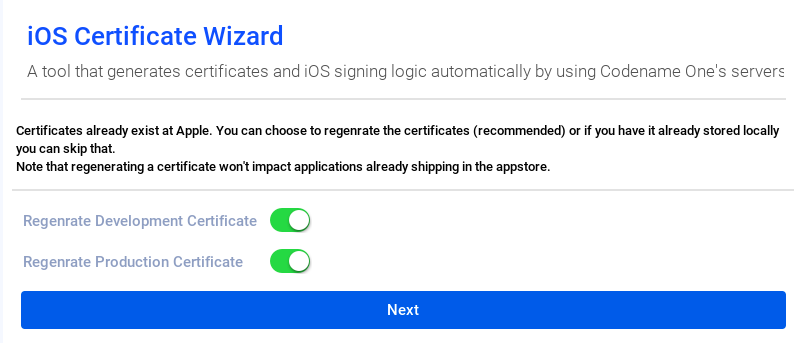 iOS Certificate Wizard
A tool that generates certificates and iOS signing logic automatically by using Codename One's servers
Certificates already exist at Apple. You can choose to regenrate the certificates (recommended) or if you have it already stored locally
you can skip that.
Note that regenerating a certificate won't impact applications already shipping in the appstore.
Regenrate Development Certificate
Regenrate Production Certificate
Next